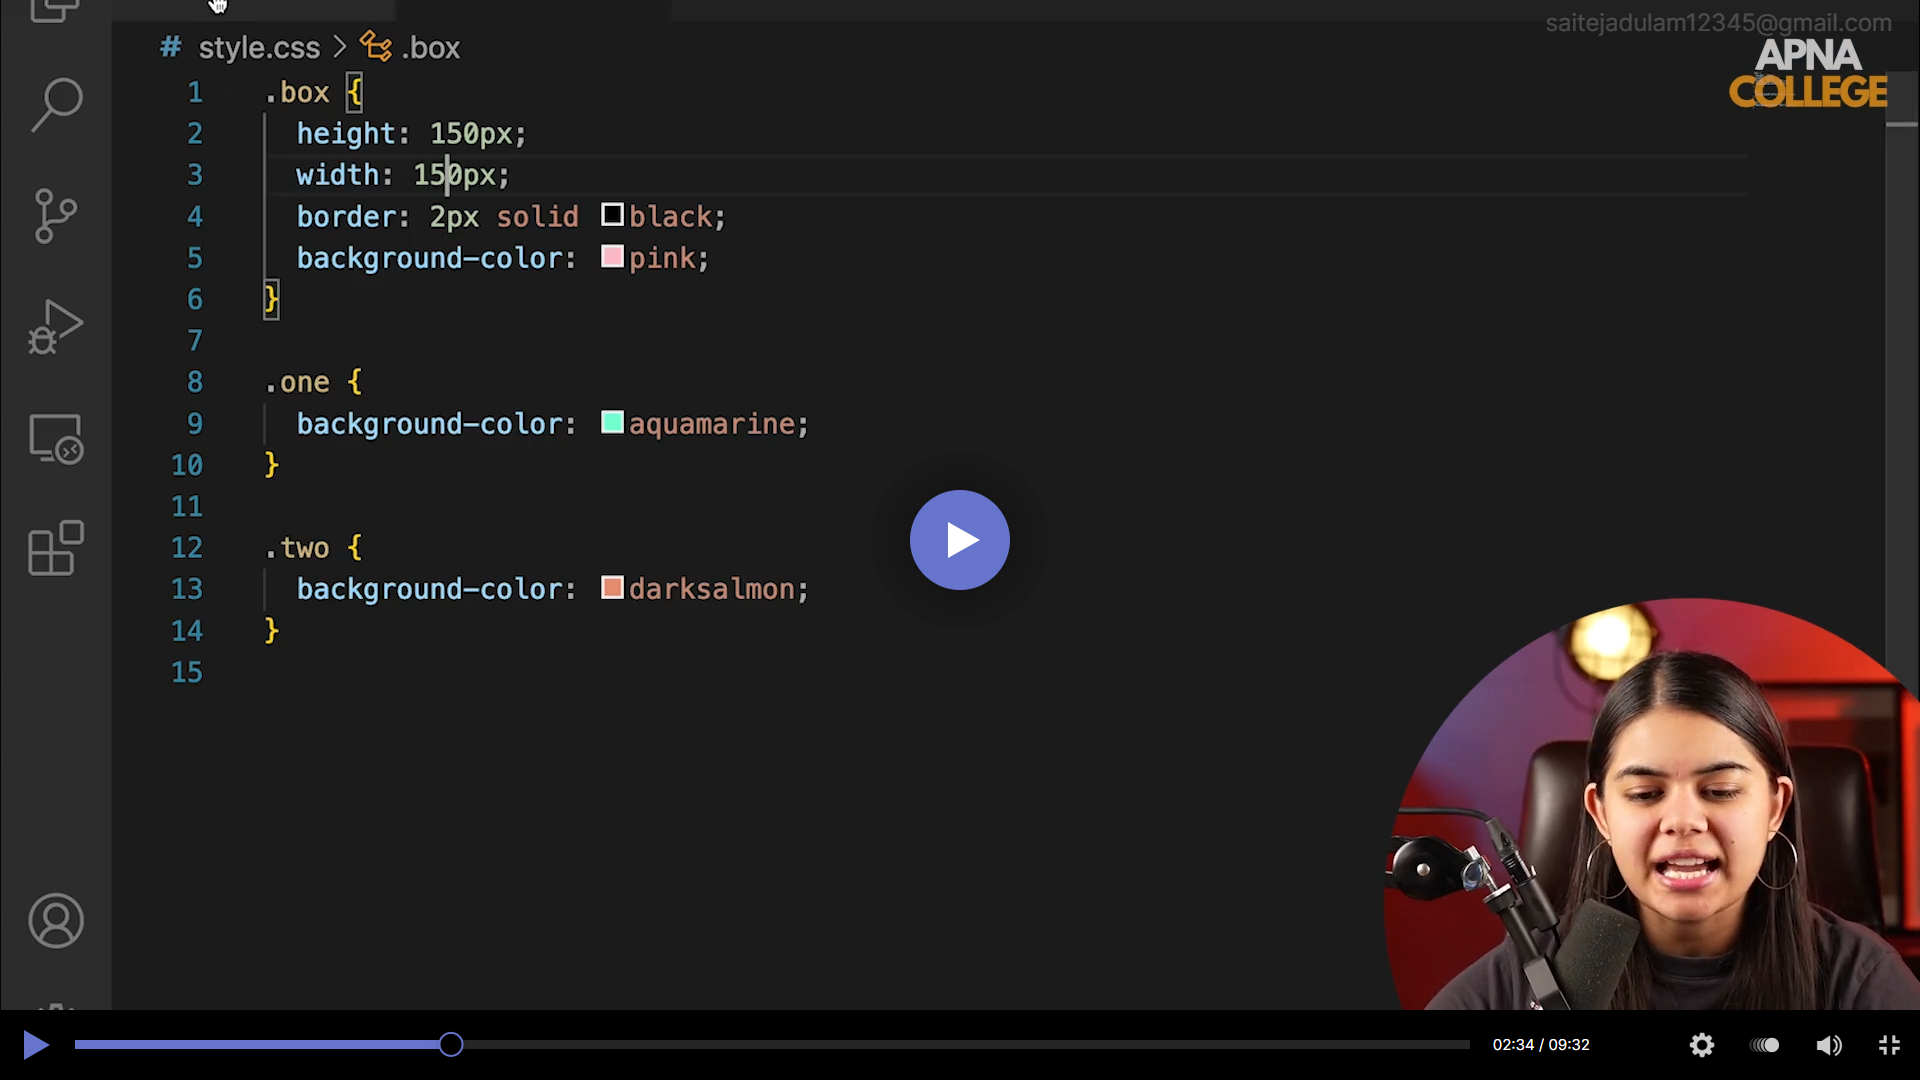 saitejadulam12345@gmail.com
APNA
COLLEGE
# style.css > .box
1 .box {
2 height: 150px;
3 width: 150px;
4 border: 2px solid black;
5 background-color: pink;
6 }
7
8 .one {
9 background-color: aquamarine;
10 }
11
12 .two {
13 background-color: darksalmon;
14 }
15
02:34 / 09:32